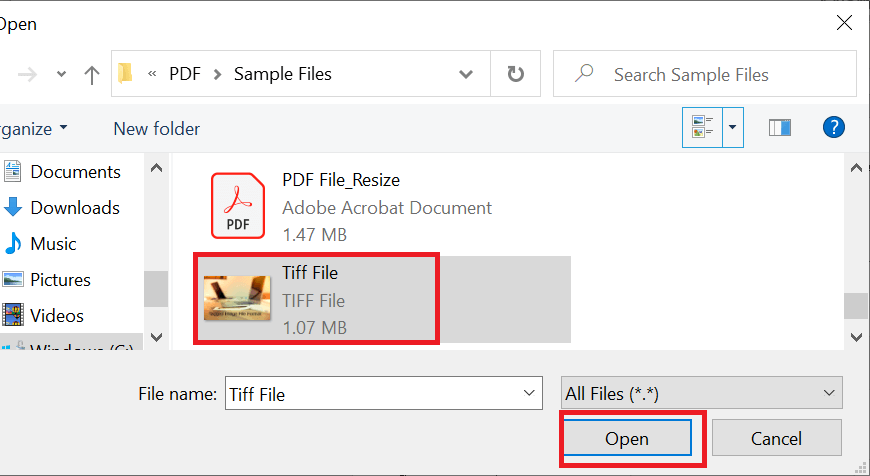 Open
« PDF > Sample Files
Search Sample Files
rganize
New folder
?
Documents
Downloads
Music
Pictures
Videos
Windows (C:)
PDF
PDF File_Resize
Adobe Acrobat Document
1.47 MB
Tiff File
TIFF File
1.07 MB
File name:
Tiff File
All Files (*.*)
Open
Cancel